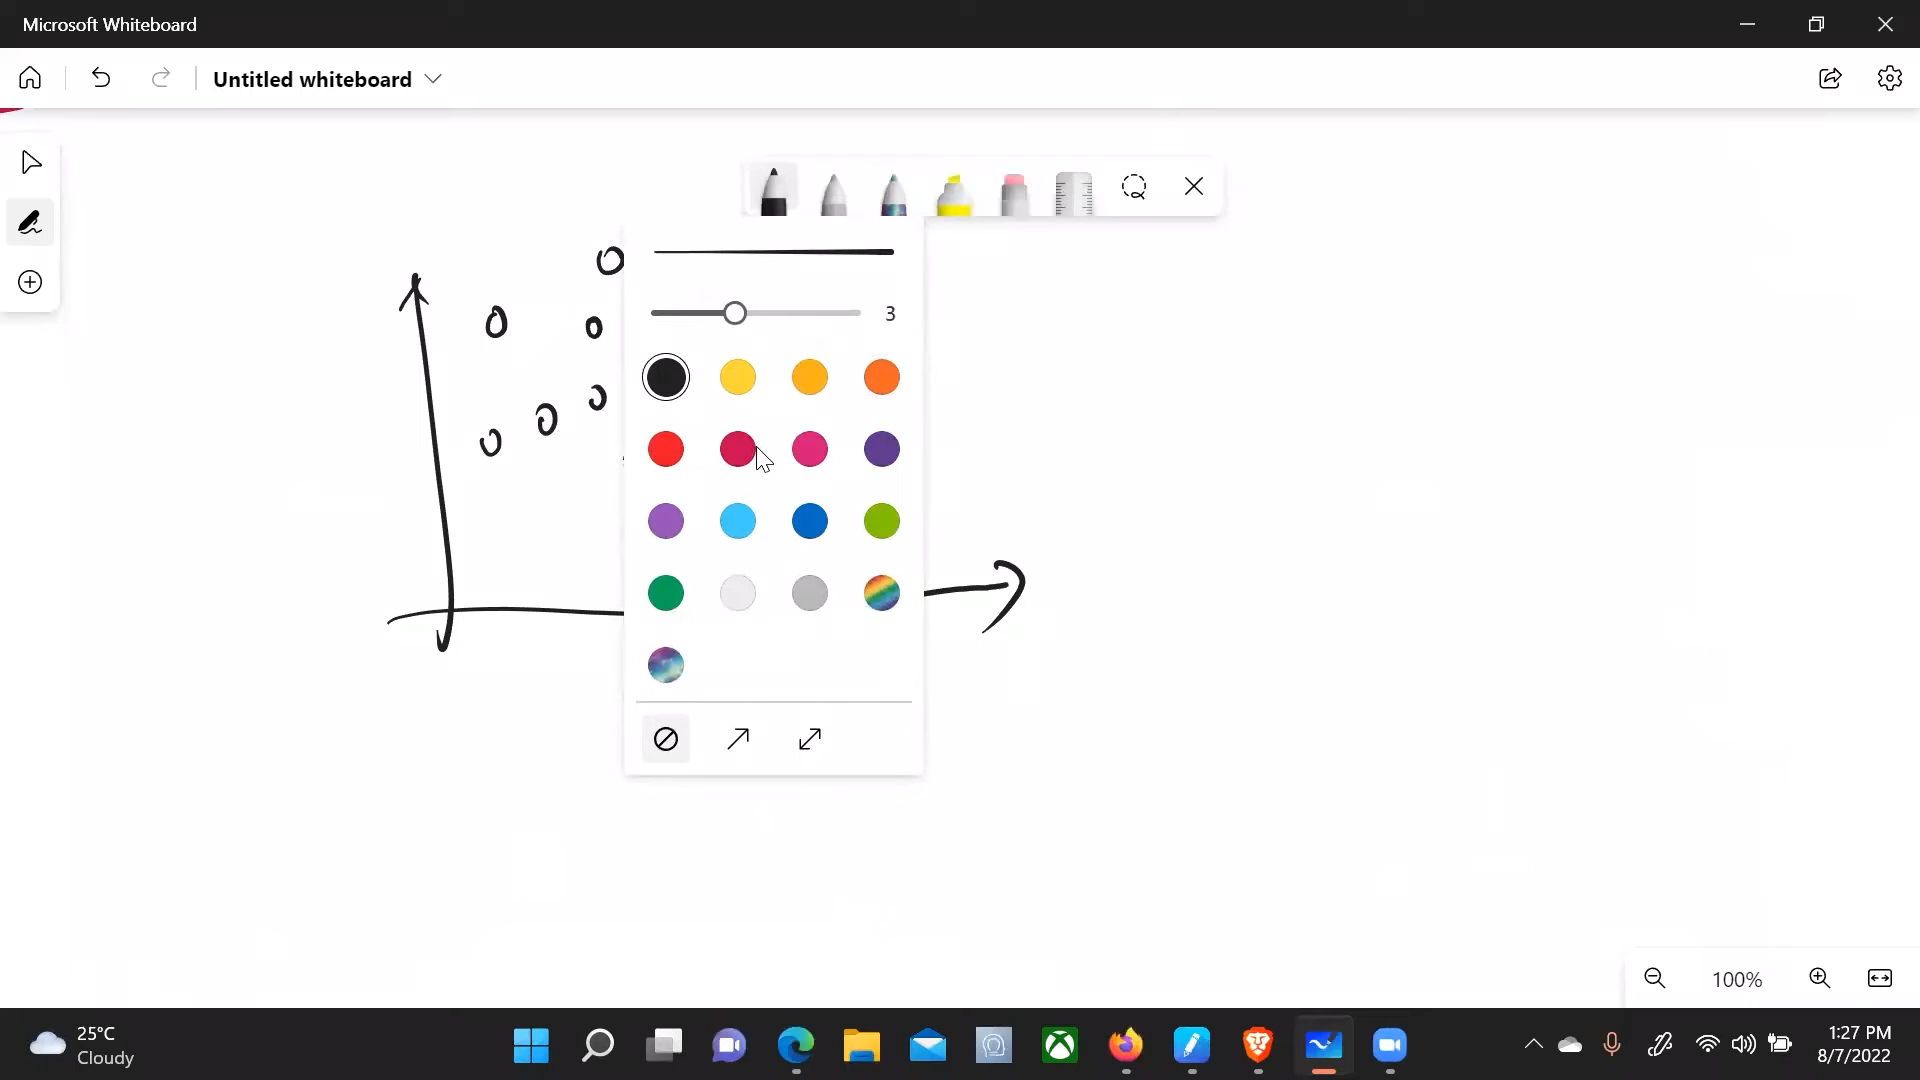 Microsoft Whiteboard
Untitled whiteboard
3
100%
25°C
Cloudy
1:27 PM
8/7/2022